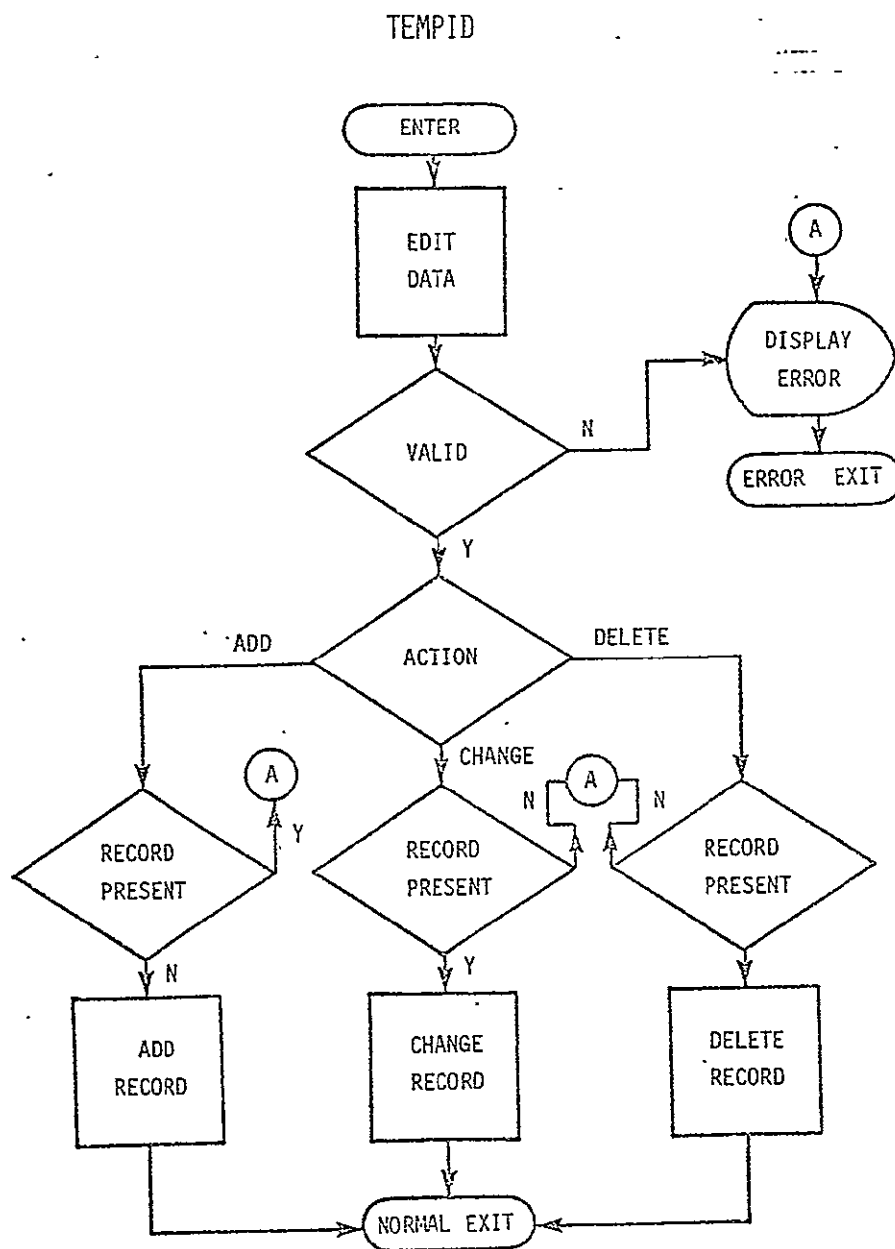 TEMPID
ENTER
EDIT
DATA
A
DISPLAY
ERROR
VALID
N
ERROR EXIT
Y
ADD
ACTION
DELETE
CHANGE
A
A
N
N
Y
RECORD
PRESENT
RECORD
PRESENT
RECORD
PRESENT
N
Y
ADD
RECORD
CHANGE
RECORD
DELETE
RECORD
NORMAL EXIT